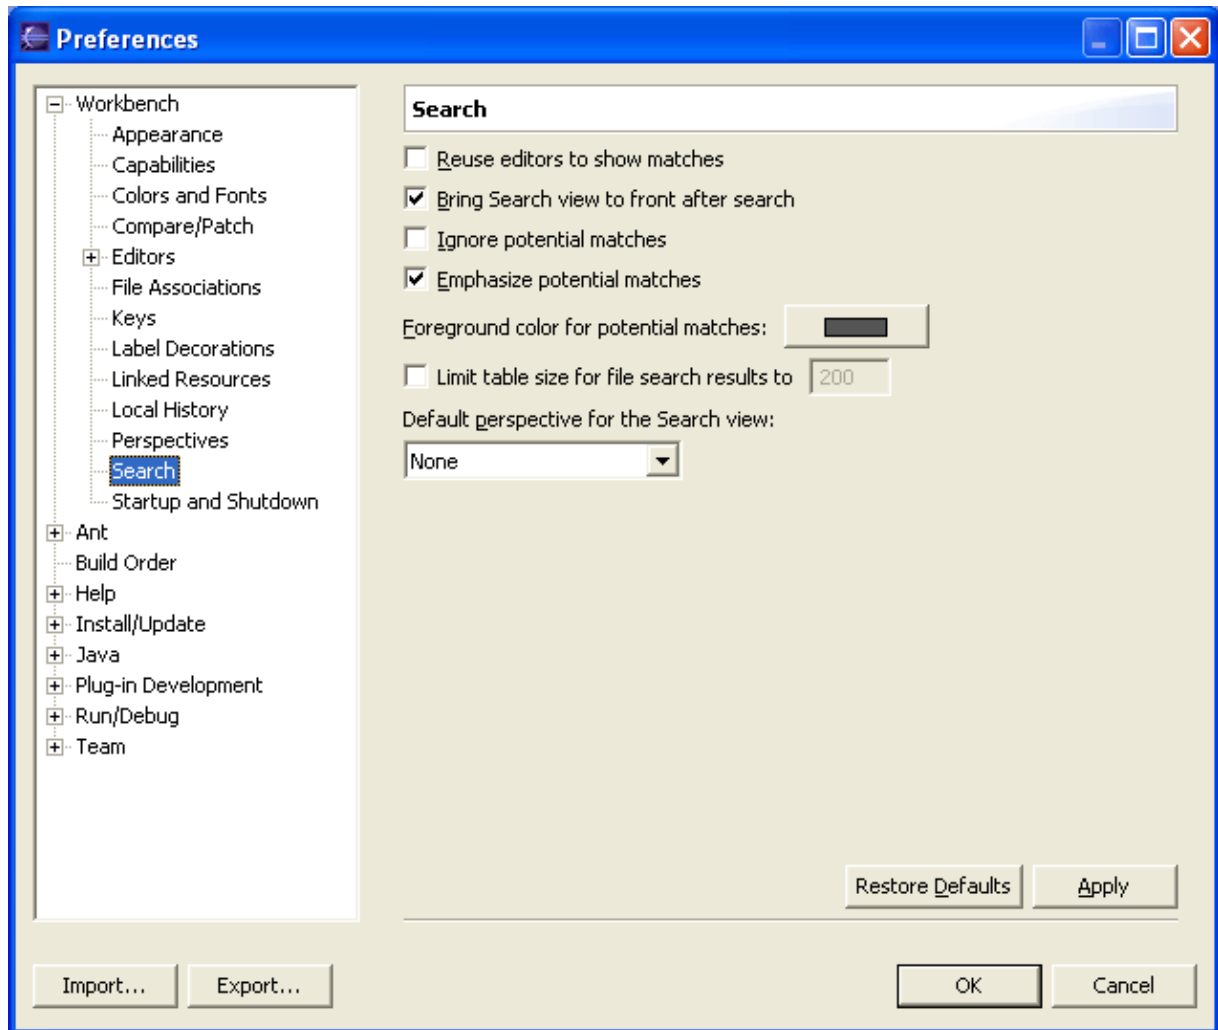 Preferences
Workbench
Appearance
Capabilities
Colors and Fonts
Compare/Patch
Editors
File Associations
Keys
Label Decorations
Linked Resources
Local History
Perspectives
Search
Startup and Shutdown
Ant
Build Order
Help
Install/Update
Java
Plug-in Development
Run/Debug
Team
Search
Reuse editors to show matches
Bring Search view to front after search
Ignore potential matches
Emphasize potential matches
Foreground color for potential matches:
Limit table size for file search results to 200
Default perspective for the Search view:
None
Restore Defaults Apply
Import... Export... OK Cancel